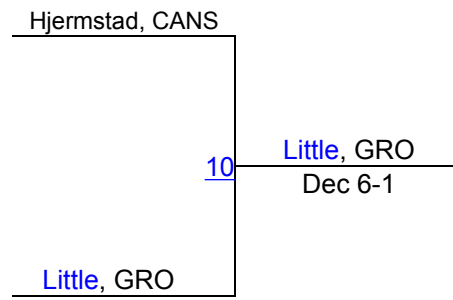 Hjermstad, CANS
10
Little, GRO
Dec 6-1
Little, GRO